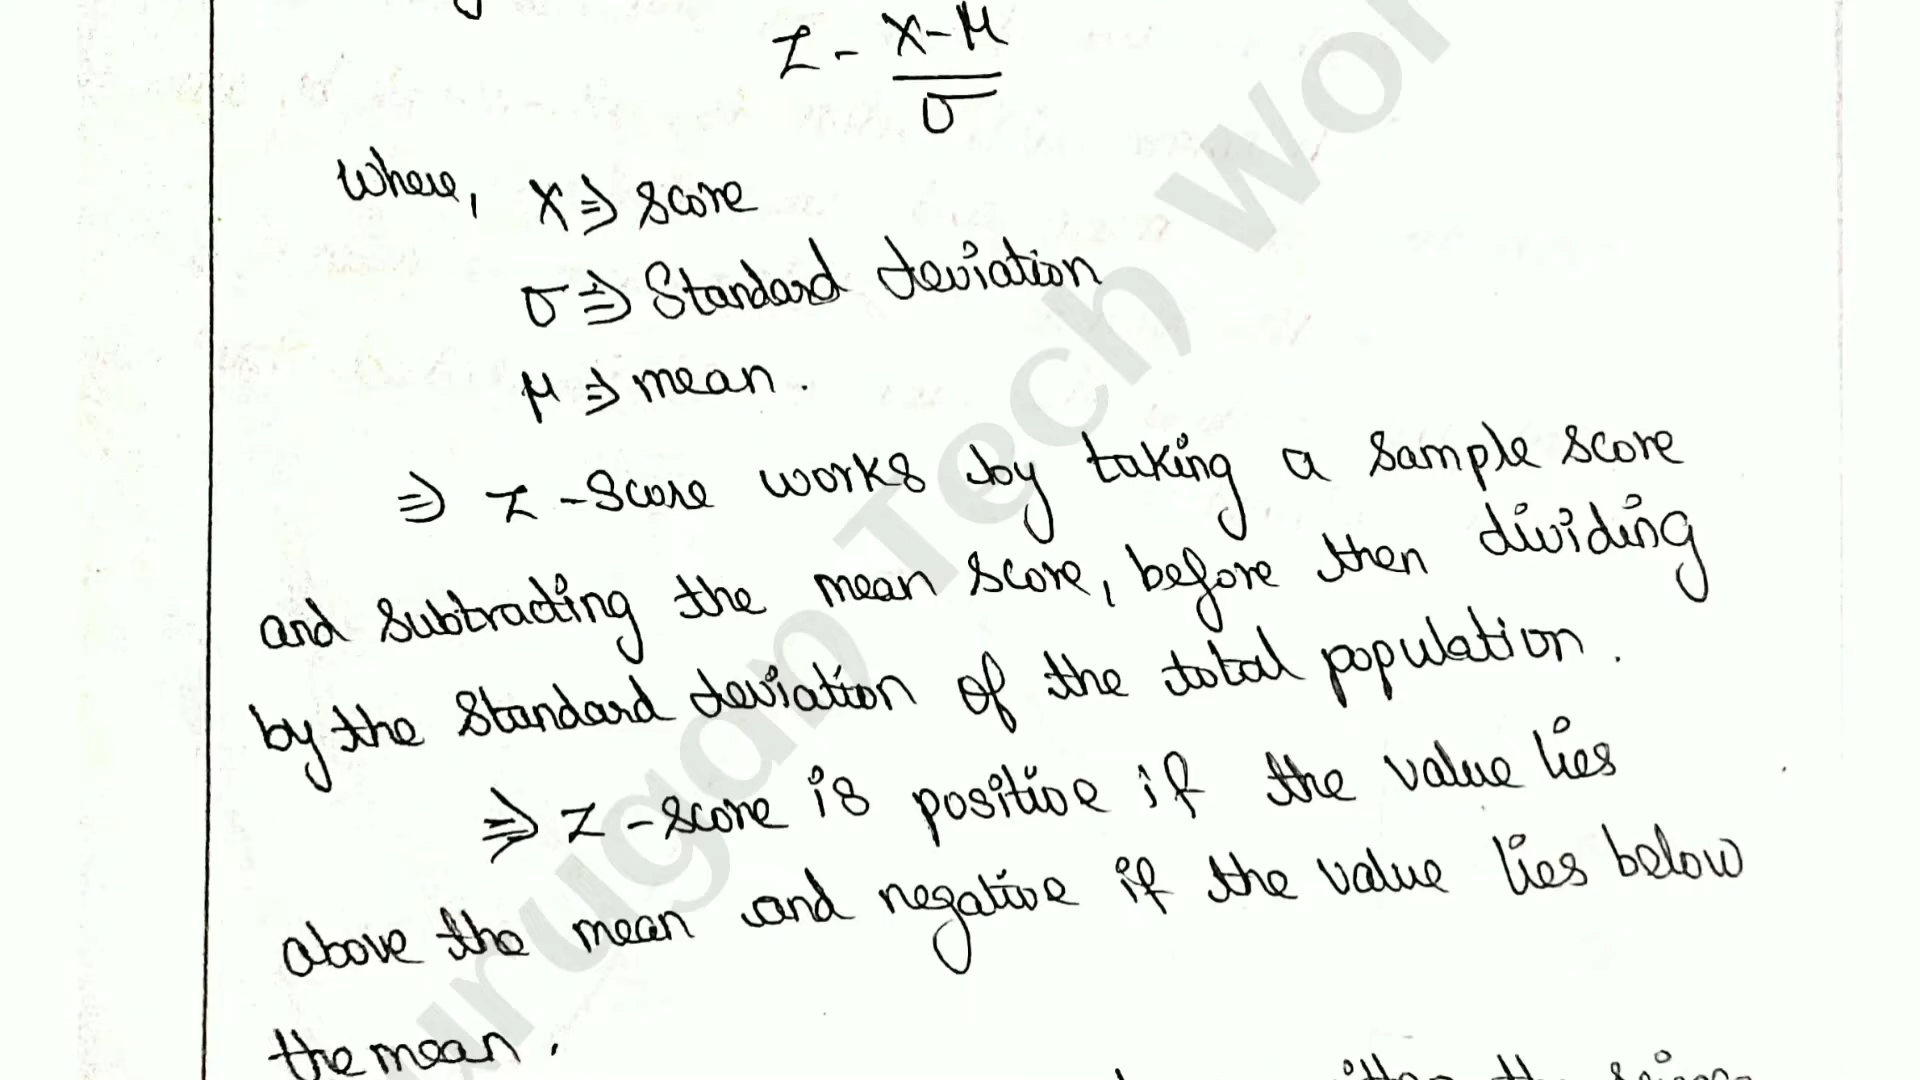 Z - X-μ
σ
Where, X ⇒ Score
σ ⇒ Standard deviation
μ ⇒ mean.
⇒ Z-Score works by taking a sample score
and subtracting the mean score, before then dividing
by the Standard deviation of the total population.
⇒ Z-score is positive if the value lies
above the mean and negative if the value lies below
the mean.